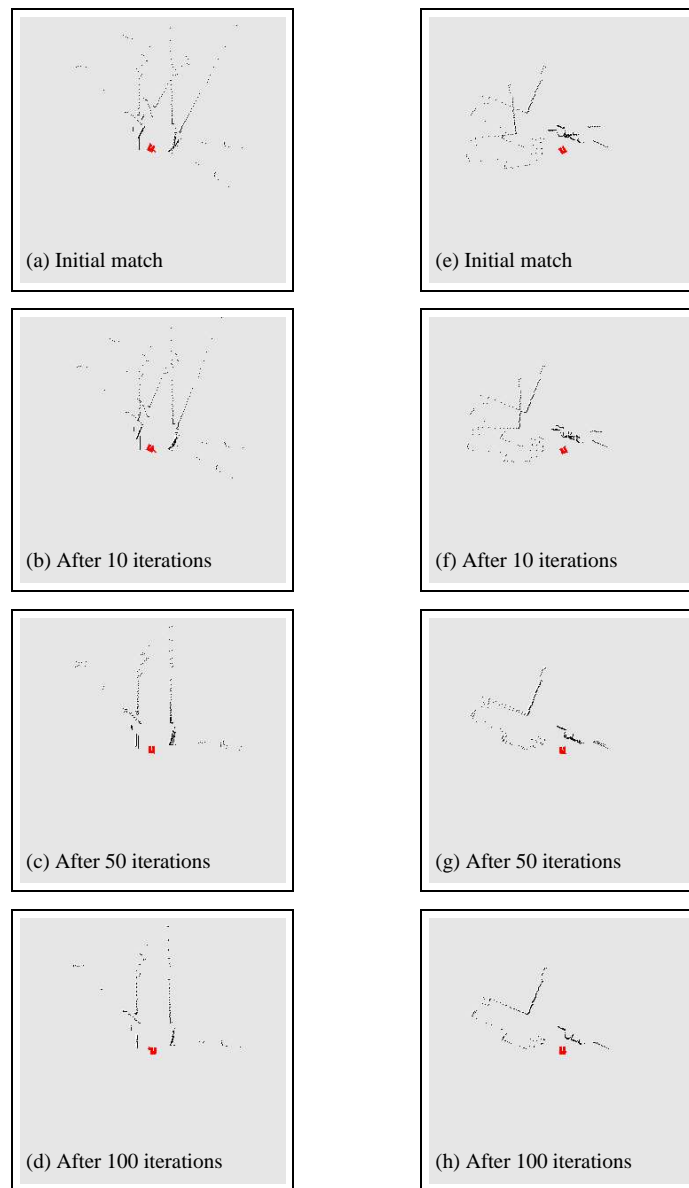 (a) Initial match
(e) Initial match
(b) After 10 iterations
(f) After 10 iterations
(c) After 50 iterations
(g) After 50 iterations
(d) After 100 iterations
(h) After 100 iterations